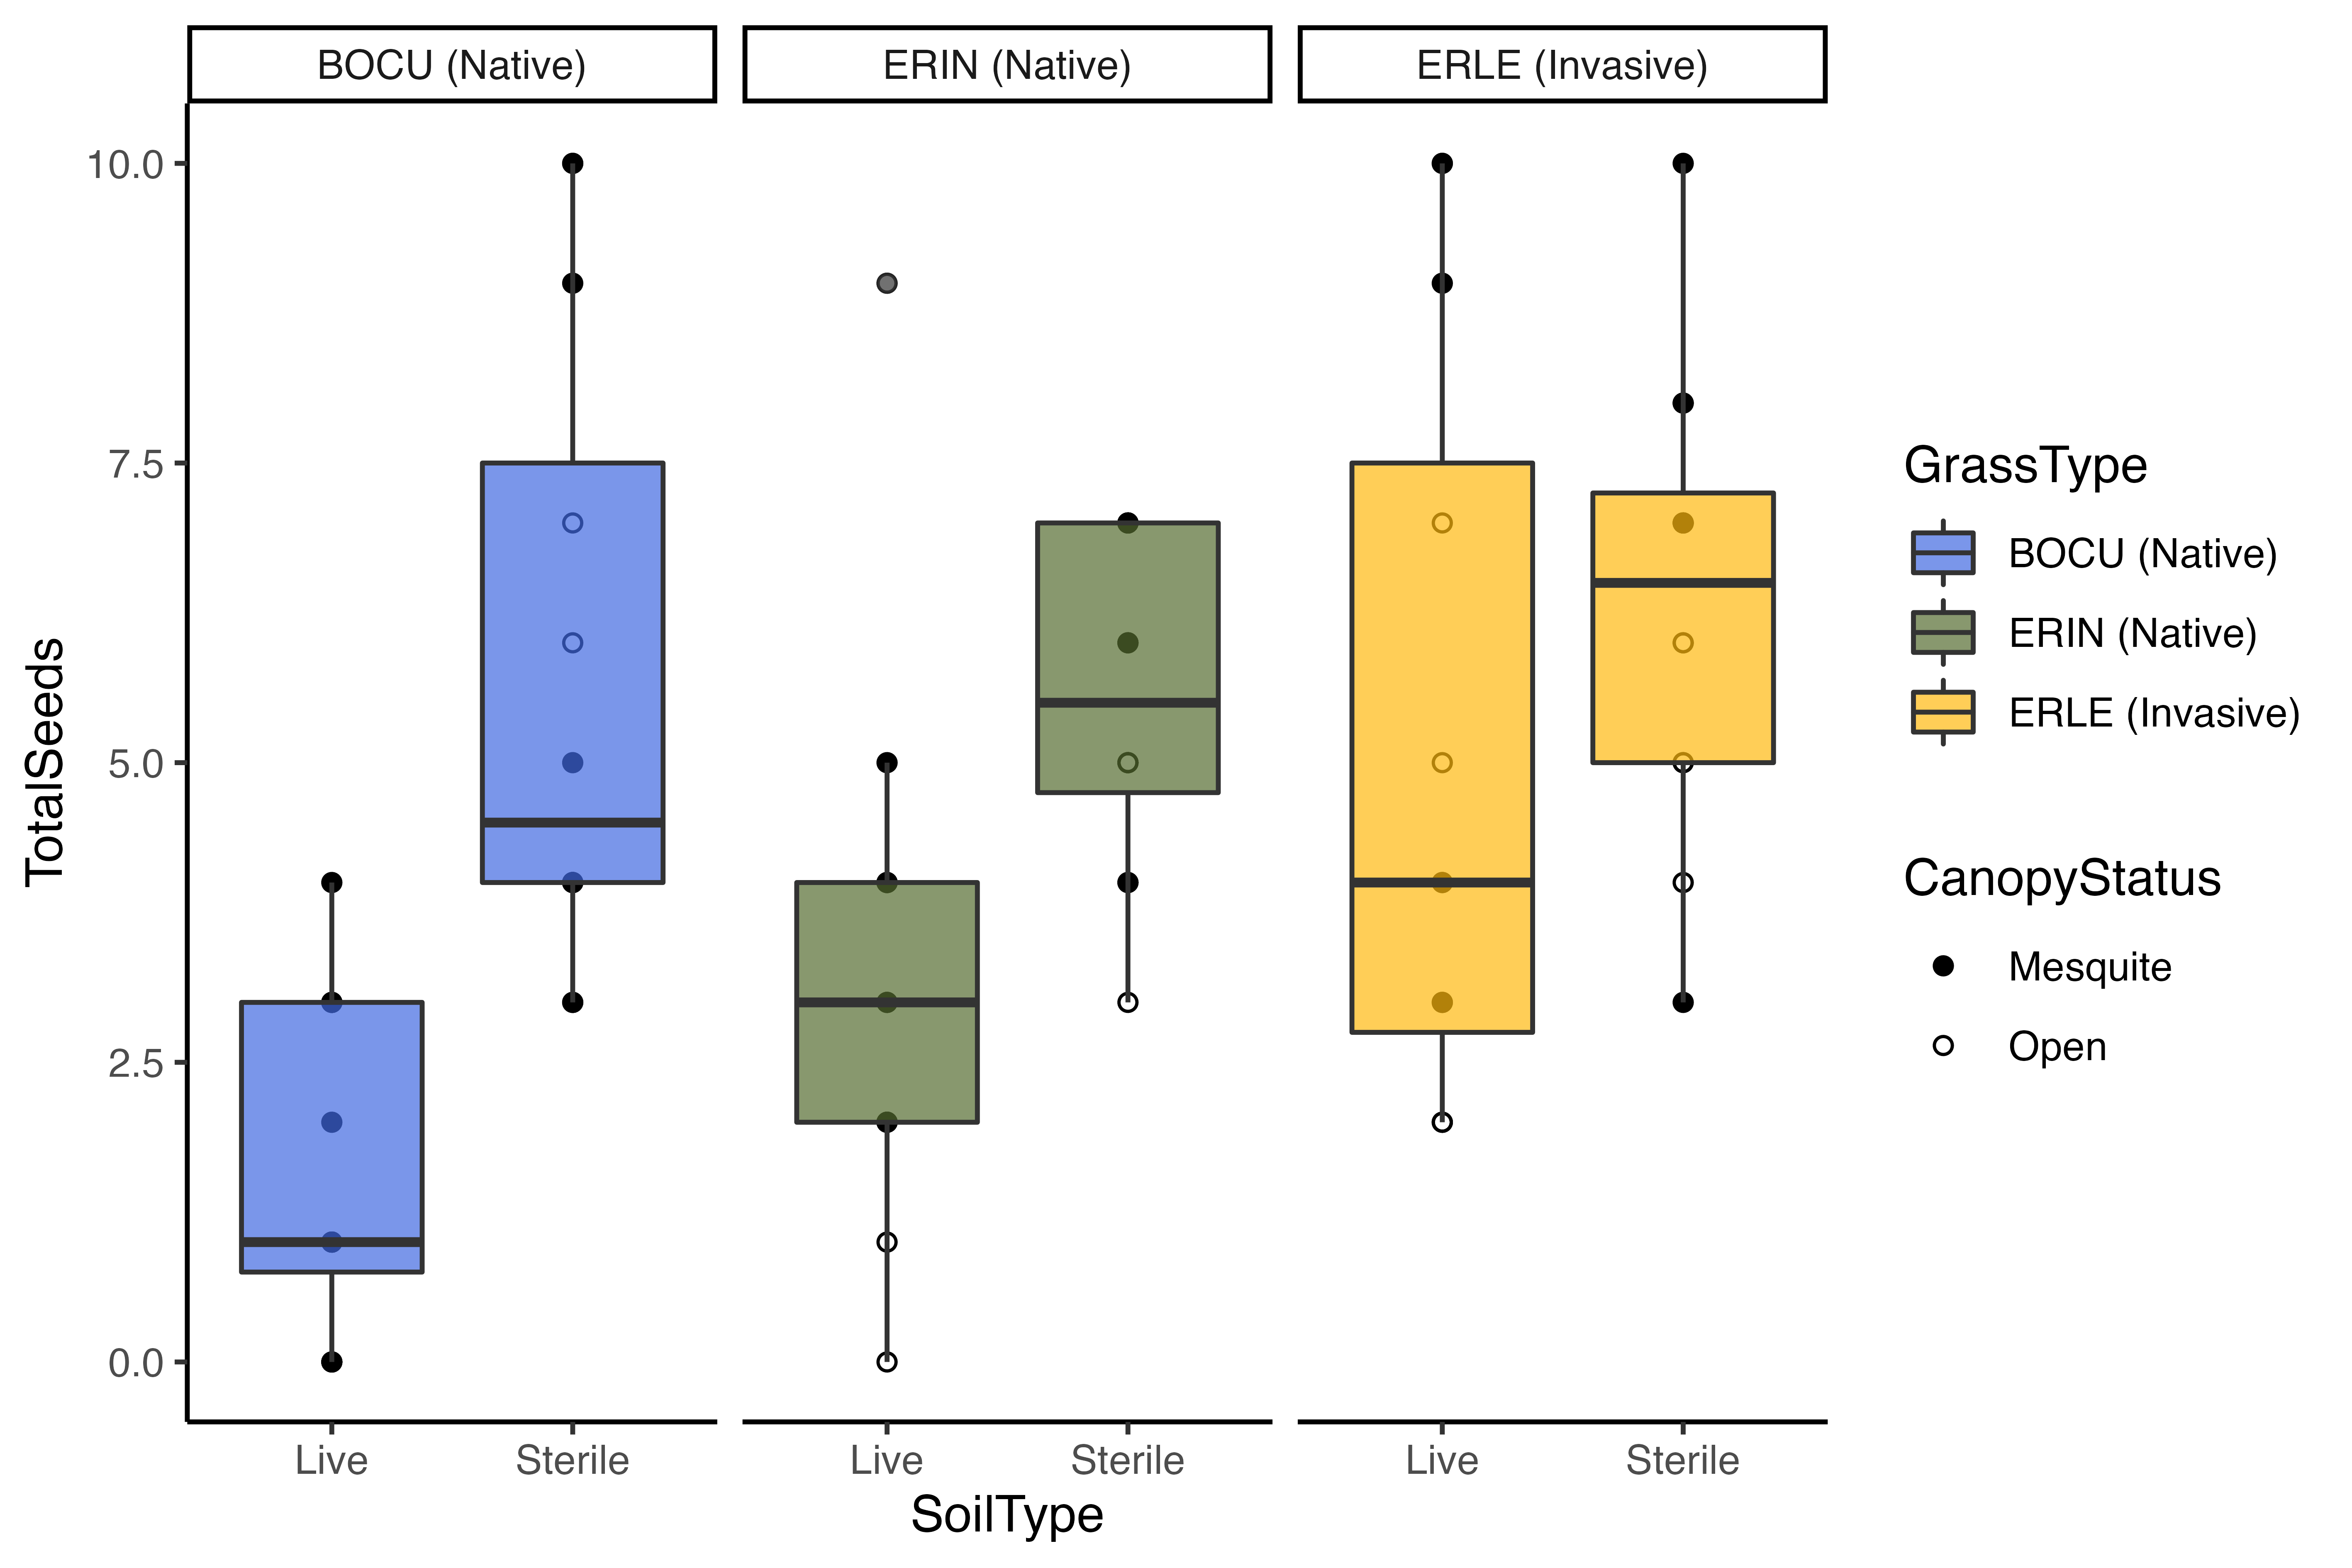 BOCU (Native)
ERIN (Native)
ERLE (Invasive)
10.0
7.5
5.0
2.5
0.0
TotalSeeds
Live
Sterile
Live
Sterile
Live
Sterile
SoilType
GrassType
BOCU (Native)
ERIN (Native)
ERLE (Invasive)
CanopyStatus
Mesquite
Open